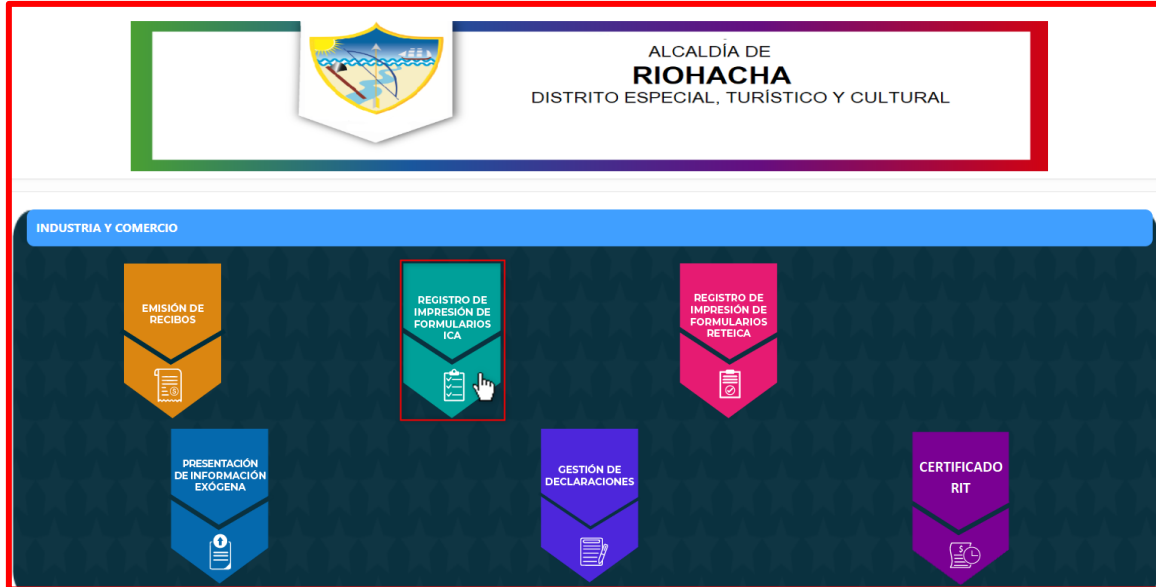 ALCALDÍA DE
RIOHACHA
DISTRITO ESPECIAL, TURÍSTICO Y CULTURAL
INDUSTRIA Y COMERCIO
EMISIÓN DE
RECIBOS
REGISTRO DE
IMPRESIÓN DE
FORMULARIOS
ICA
REGISTRO DE
IMPRESIÓN DE
FORMULARIOS
RETEICA
PRESENTACIÓN
DE INFORMACIÓN
EXÓGENA
GESTIÓN DE
DECLARACIONES
CERTIFICADO
RIT